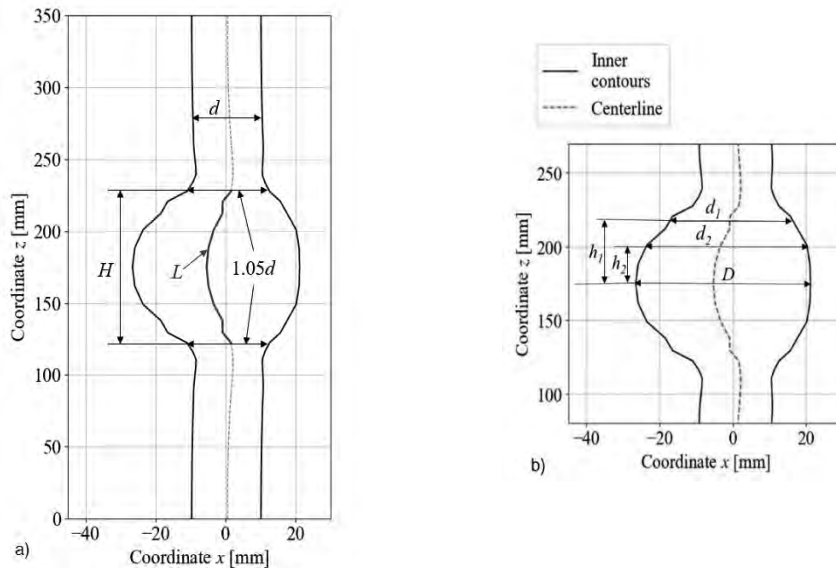 350
300
250
200
150
100
50
0
Coordinate z [mm]
d
H
L
1.05d
−40
−20
0
20
Coordinate x [mm]
a)
Inner
contours
Centerline
250
200
150
100
Coordinate z [mm]
d1
d2
h1
h2
D
−40
−20
0
20
Coordinate x [mm]
b)